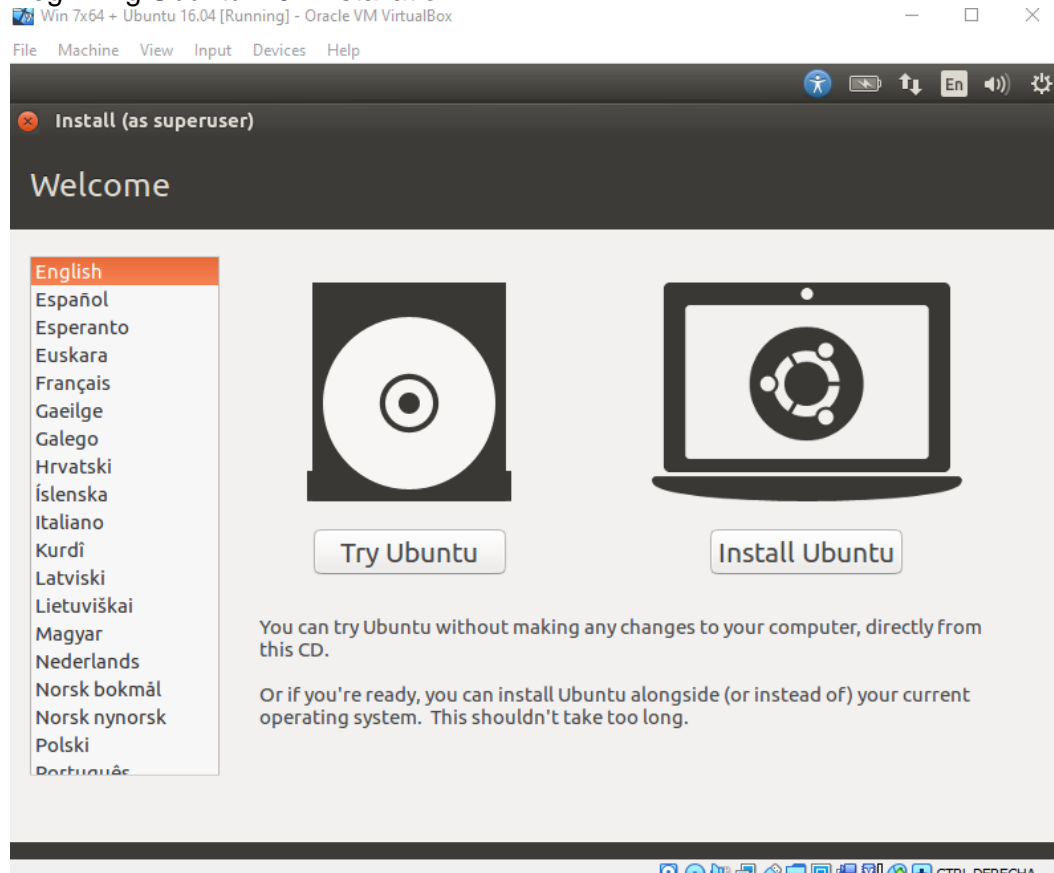 Win 7x64 + Ubuntu 16.04 [Running] - Oracle VM VirtualBox
File Machine View Input Devices Help
En
Install (as superuser)
Welcome
English
Español
Esperanto
Euskara
Français
Gaeilge
Galego
Hrvatski
Íslenska
Italiano
Kurdî
Latviski
Lietuviškai
Magyar
Nederlands
Norsk bokmål
Norsk nynorsk
Polski
Português
Try Ubuntu
Install Ubuntu
You can try Ubuntu without making any changes to your computer, directly from
this CD.
Or if you're ready, you can install Ubuntu alongside (or instead of) your current
operating system. This shouldn't take too long.
CTRL DERECHA